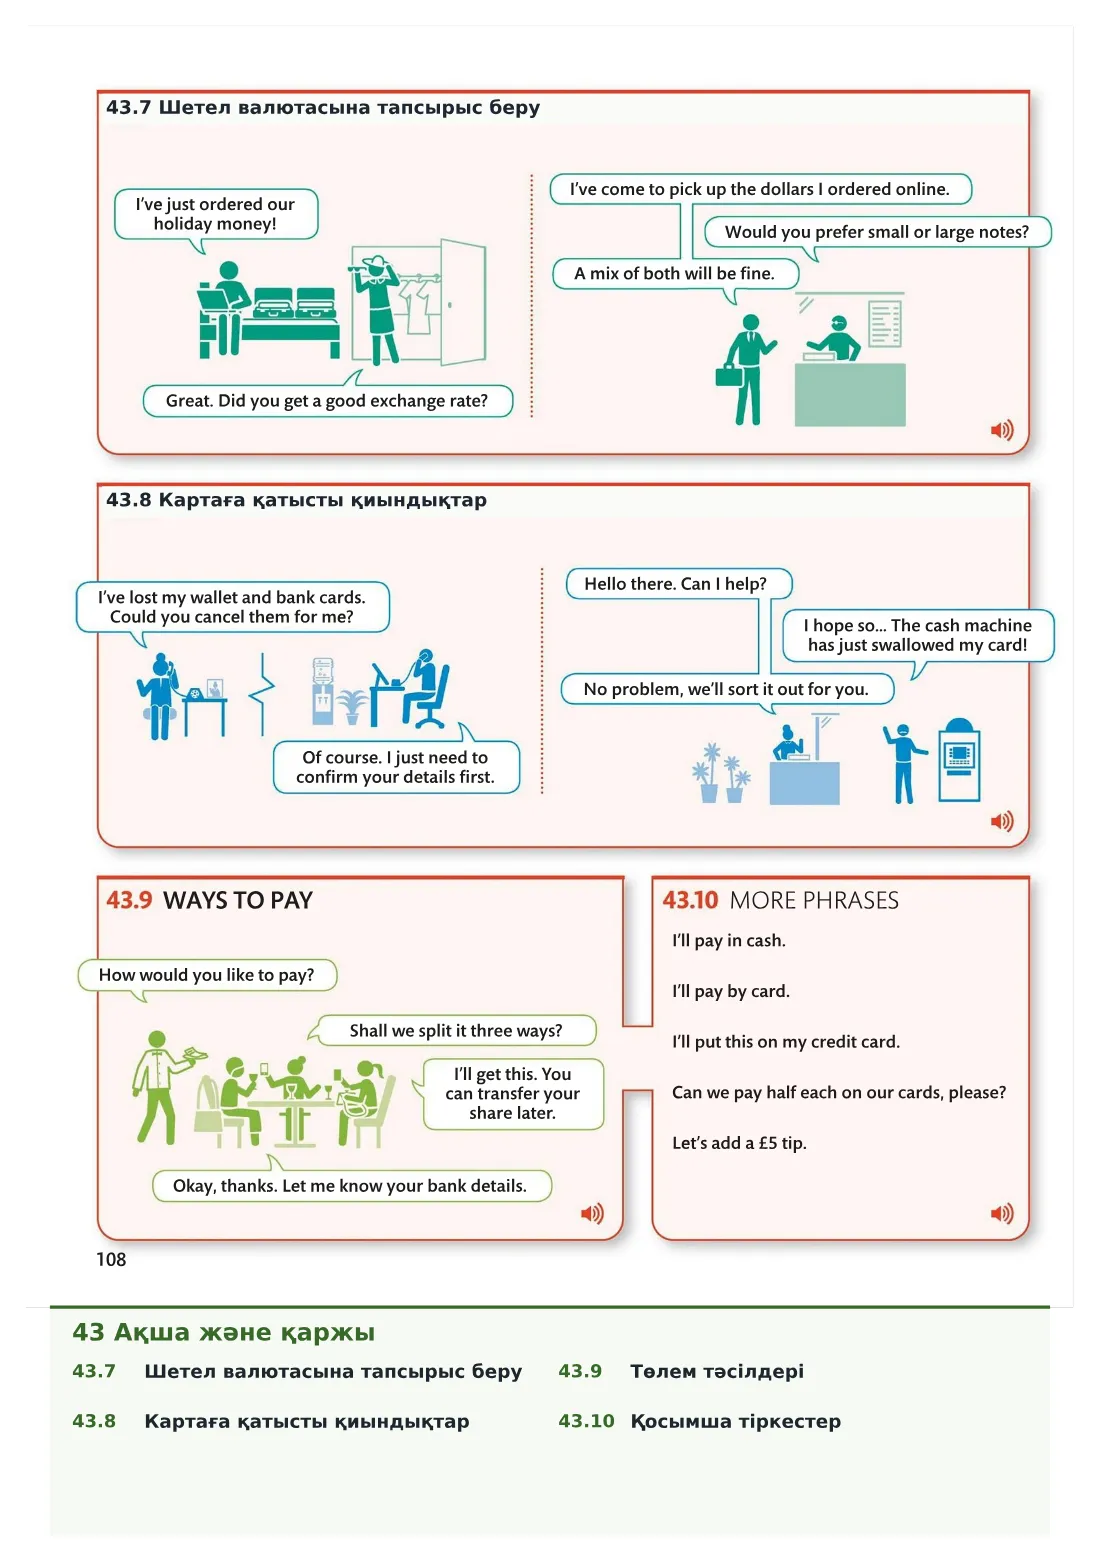 43.7 Шетел валютасына тапсырыс беру
I've just ordered our
holiday money!
Great. Did you get a good exchange rate?
I've come to pick up the dollars I ordered online.
Would you prefer small or large notes?
A mix of both will be fine.
43.8 Картаға қатысты қиындықтар
I've lost my wallet and bank cards.
Could you cancel them for me?
Of course. I just need to
confirm your details first.
Hello there. Can I help?
I hope so... The cash machine
has just swallowed my card!
No problem, we'll sort it out for you.
43.9 WAYS TO PAY
How would you like to pay?
Shall we split it three ways?
I'll get this. You
can transfer your
share later.
Okay, thanks. Let me know your bank details.
43.10 MORE PHRASES
I'll pay in cash.
I'll pay by card.
I'll put this on my credit card.
Can we pay half each on our cards, please?
Let's add a £5 tip.
108
43 Ақша және қаржы
43.7 Шетел валютасына тапсырыс беру
43.8 Картаға қатысты қиындықтар
43.9 Төлем тәсілдері
43.10 Қосымша тіркестер